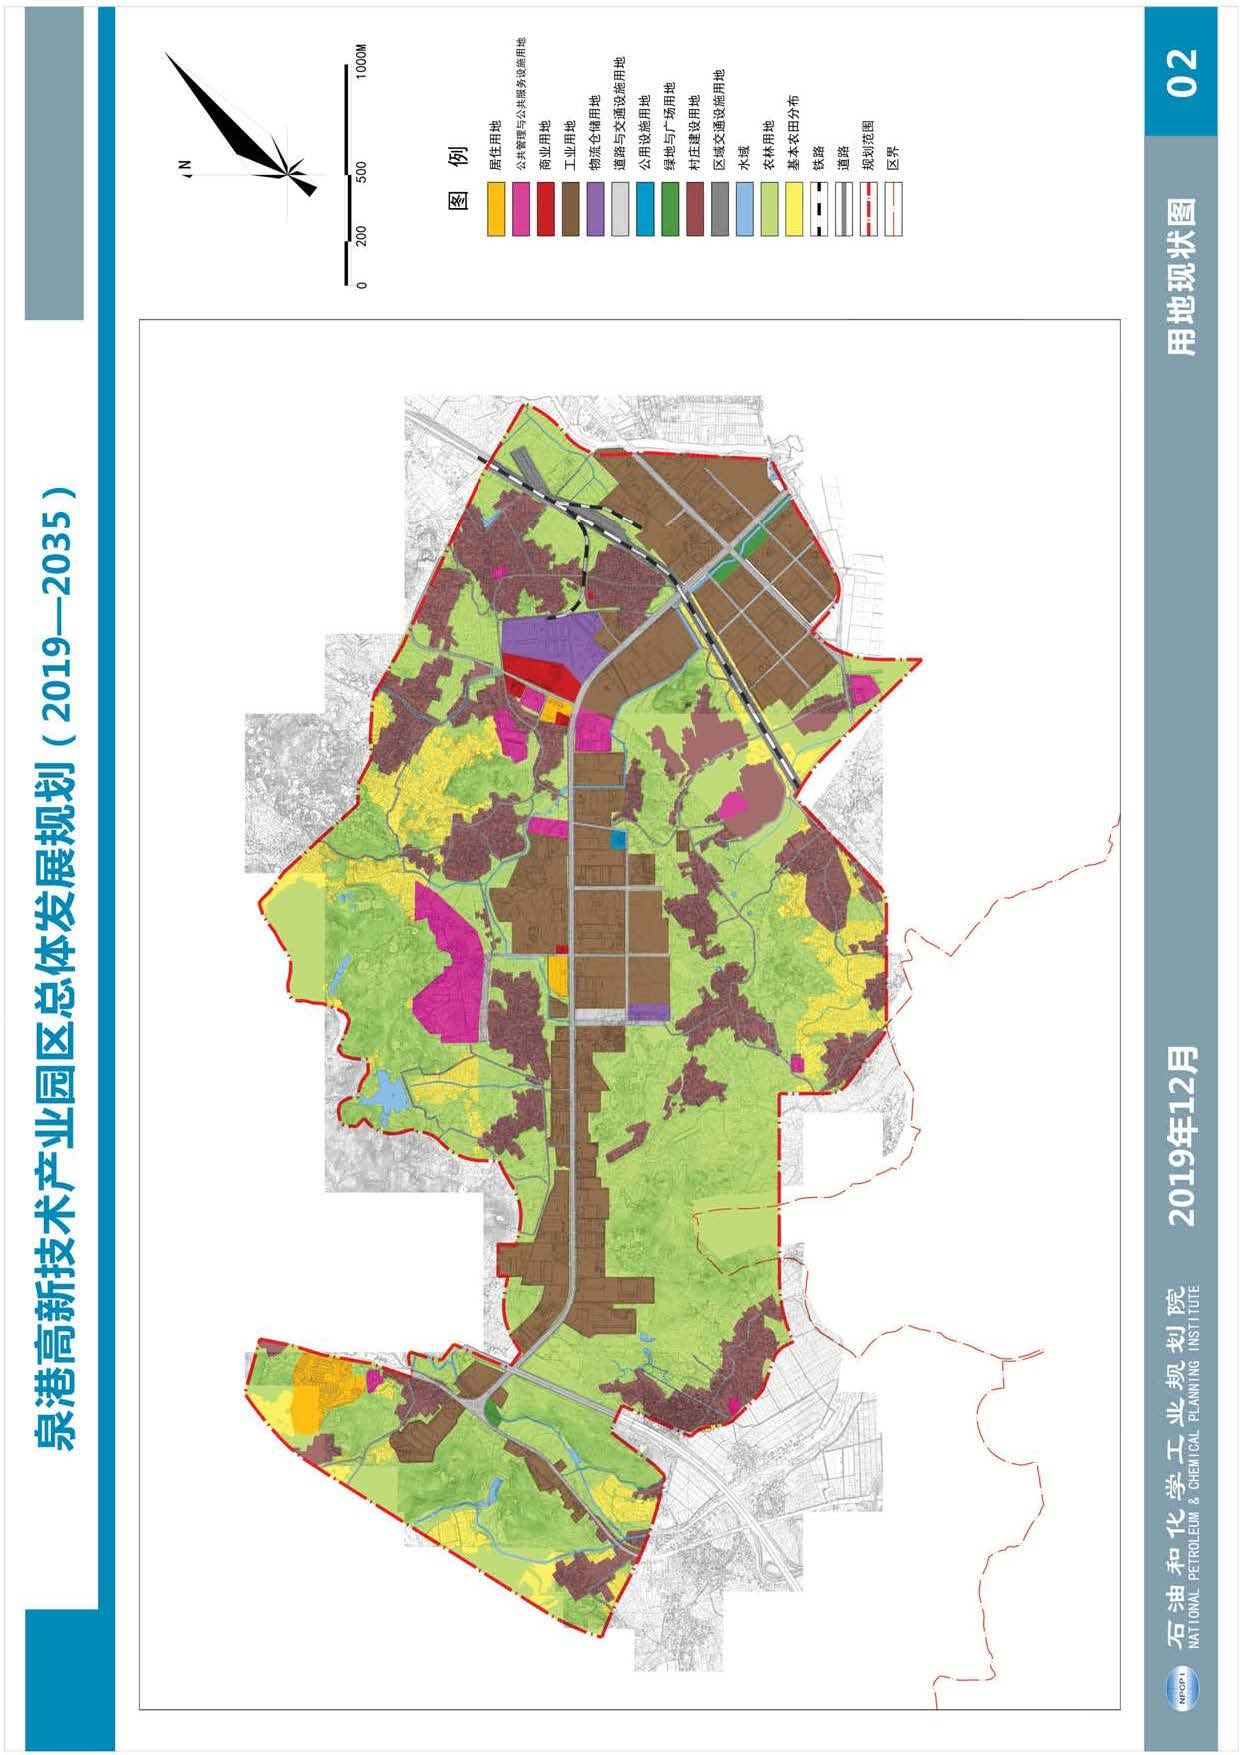 泉港高新技术产业园区总体发展规划（2019—2035）
N
0 200 500 1000M
图 例
居住用地
公共管理与公共服务设施用地
商业用地
工业用地
物流仓储用地
道路与交通设施用地
公用设施用地
绿地与广场用地
村庄建设用地
区域交通设施用地
水域
农林用地
基本农田分布
铁路
道路
规划范围
区界
NPCPI
石油和化学工业规划院
NATIONAL PETROLEUM & CHEMICAL PLANNING INSTITUTE
2019年12月
用地现状图
02